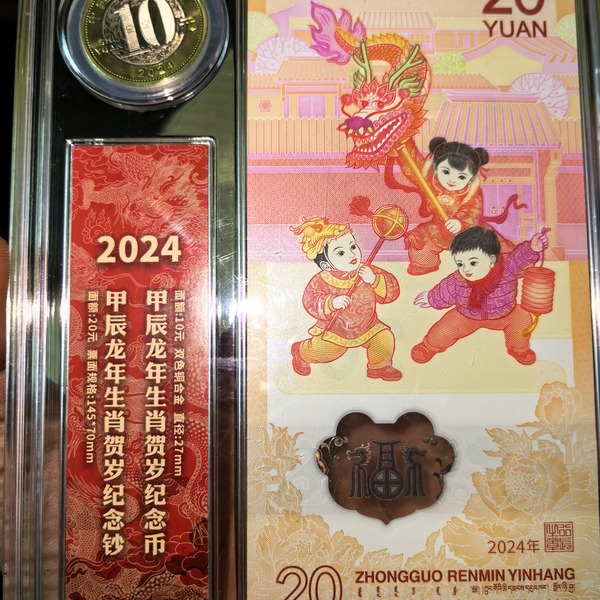 10
2024
20
YUAN
2024
面额:10元 双色铜合金 直径:27mm
甲辰龙年生肖贺岁纪念币
甲辰龙年生肖贺岁纪念钞
面额:20元 票面规格:145*70mm
福
2024年
20
ZHONGGUO RENMIN YINHANG